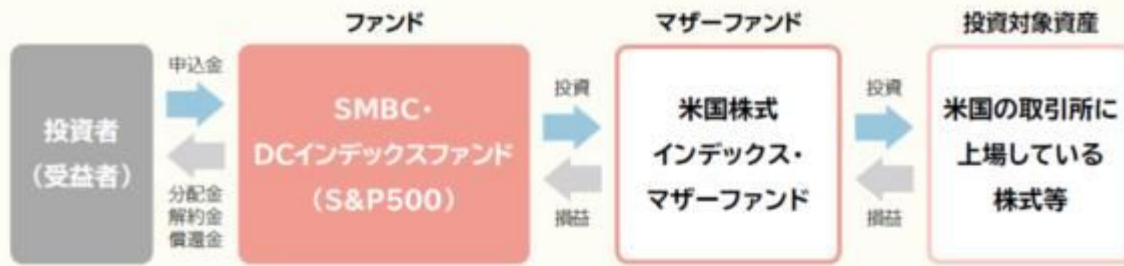 ファンド
マザーファンド
投資対象資産
投資者
(受益者)
申込金
分配金
解約金
償還金
SMBC・
DCインデックスファンド
(S&P500)
投資
損益
米国株式
インデックス・
マザーファンド
投資
損益
米国の取引所に
上場している
株式等